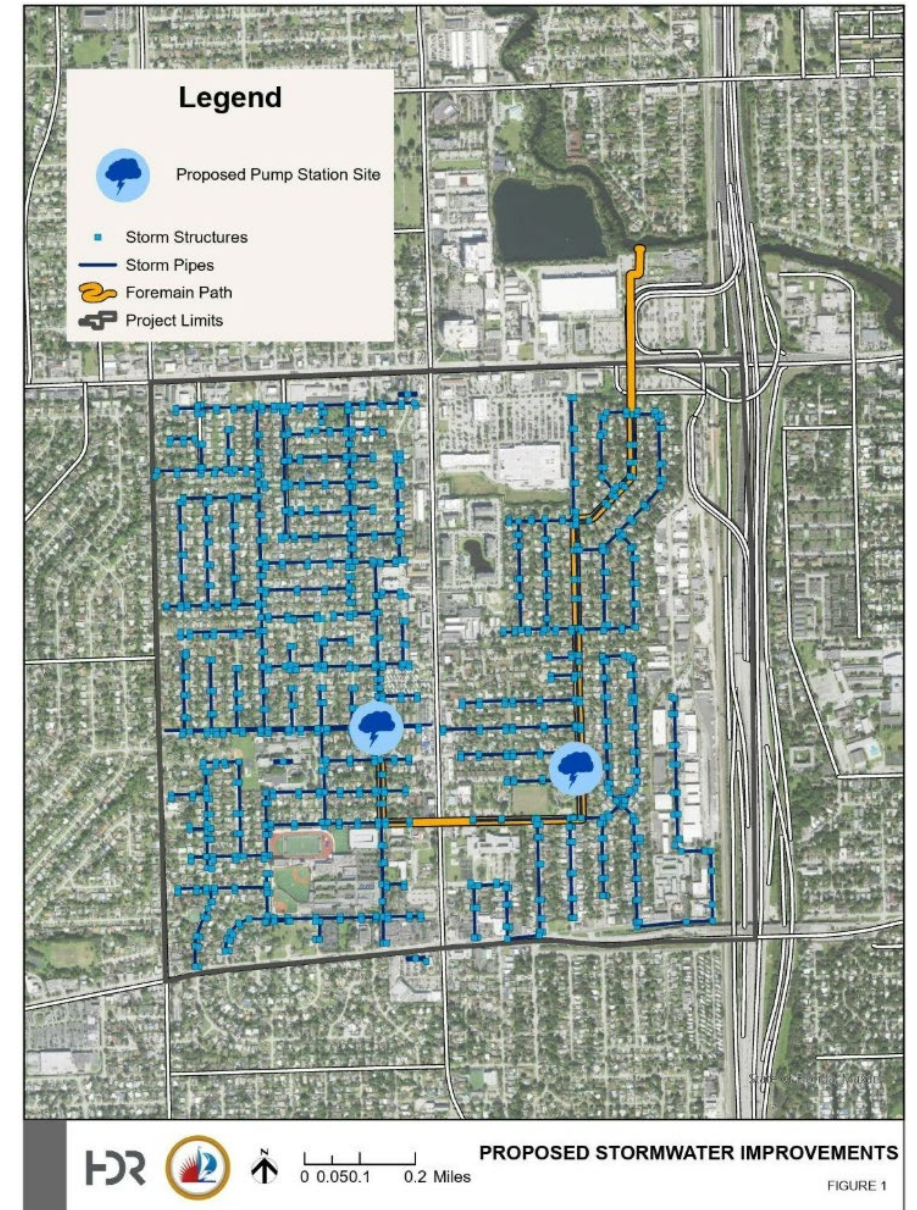 Legend
Proposed Pump Station Site
Storm Structures
Storm Pipes
Foremain Path
Project Limits
HDR
N
0 0.050.1 0.2 Miles
PROPOSED STORMWATER IMPROVEMENTS
FIGURE 1